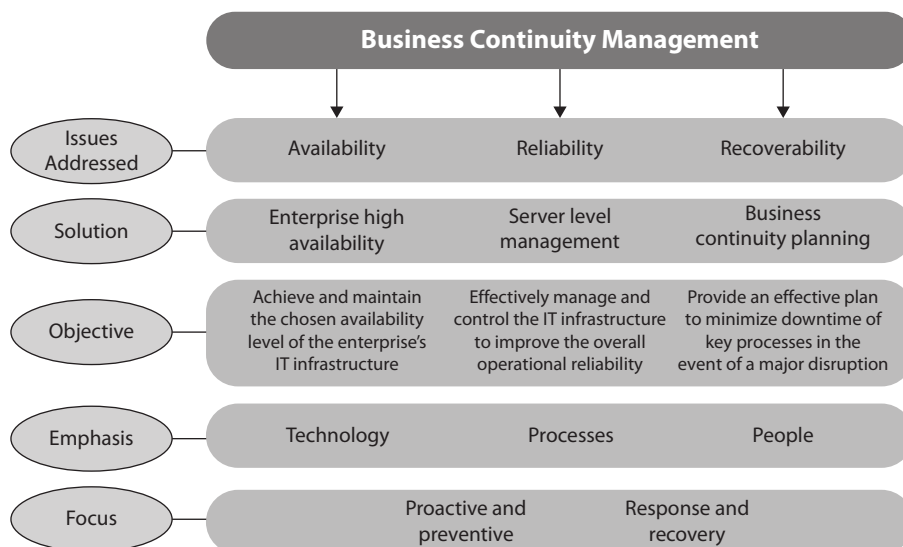 Business Continuity Management
Issues
Addressed
Availability
Reliability
Recoverability
Solution
Enterprise high
availability
Server level
management
Business
continuity planning
Objective
Achieve and maintain
the chosen availability
level of the enterprise's
IT infrastructure
Effectively manage and
control the IT infrastructure
to improve the overall
operational reliability
Provide an effective plan
to minimize downtime of
key processes in the
event of a major disruption
Emphasis
Technology
Processes
People
Focus
Proactive and
preventive
Response and
recovery